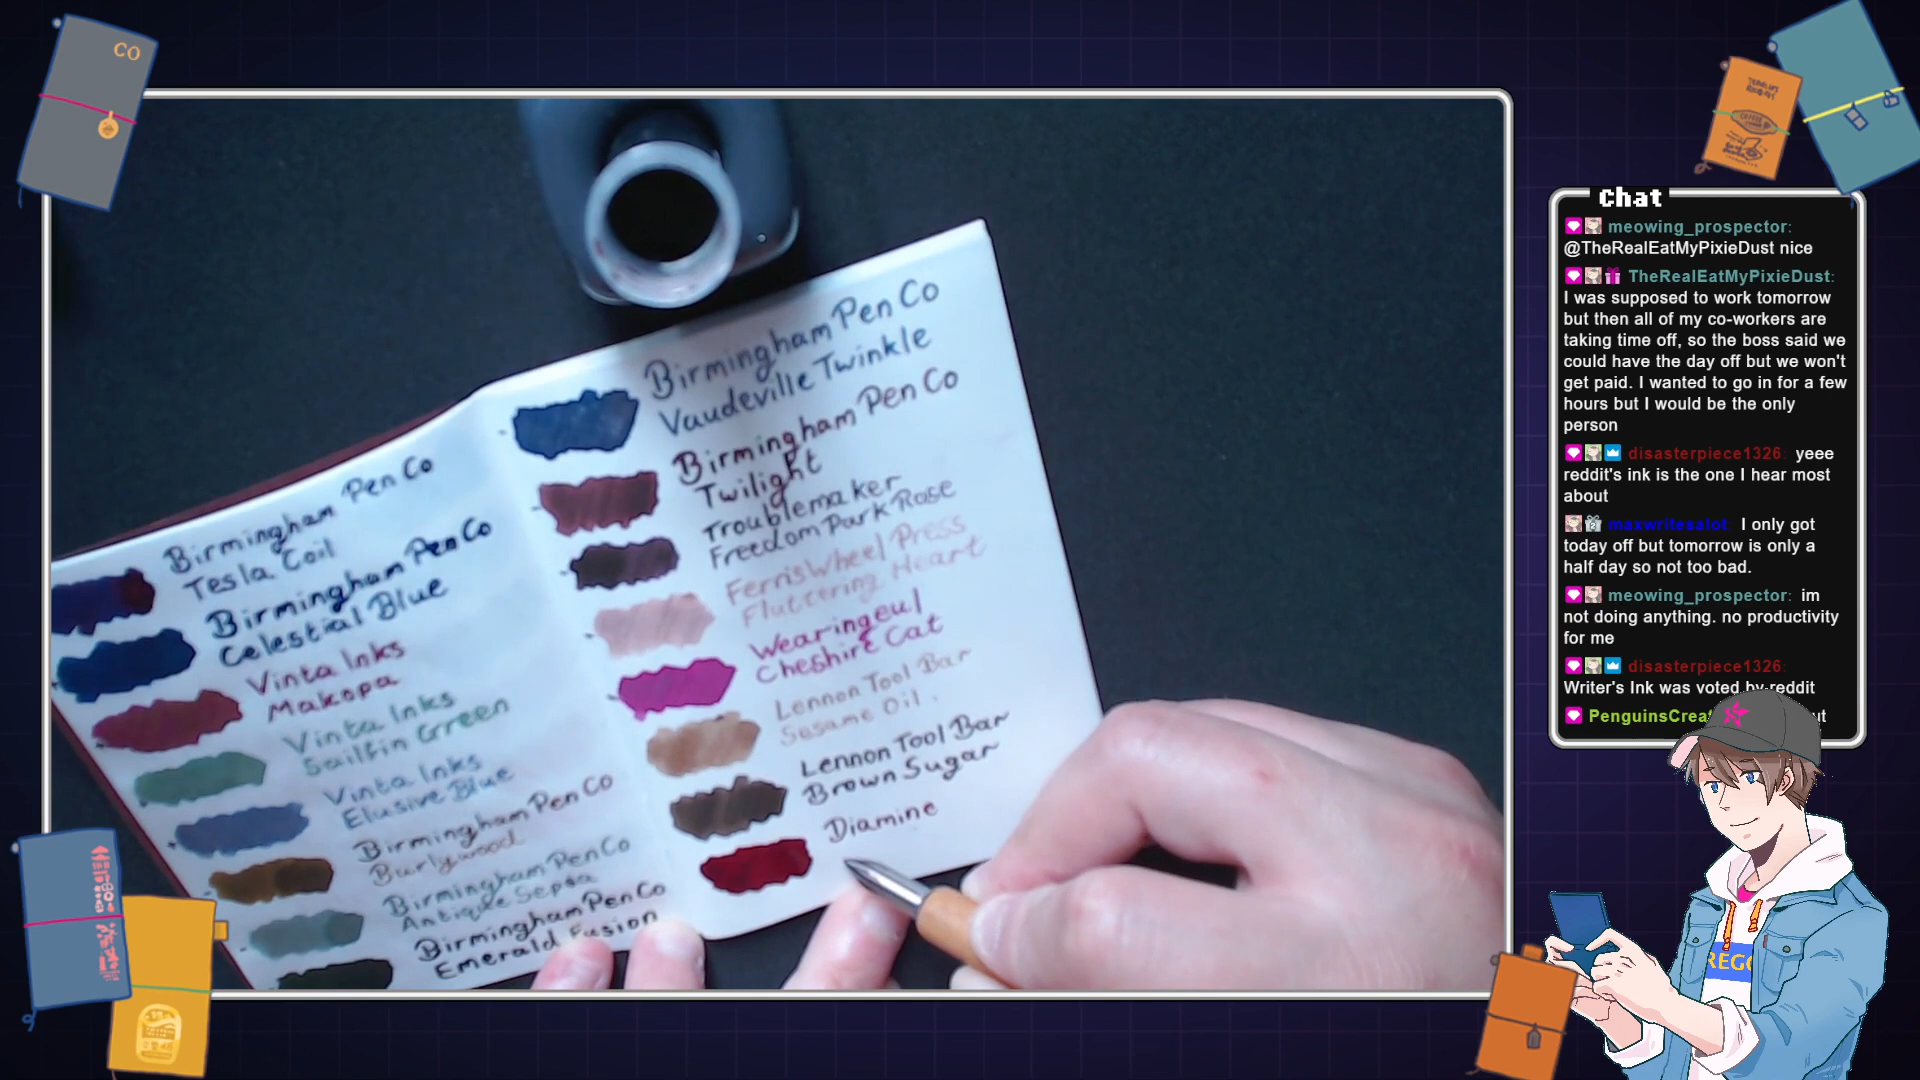 CO
Birmingham Pen Co
Tesla Coil
Birmingham Pen Co
Celestial Blue
Vinta Inks
Makopa
Vinta Inks
Sailfin Green
Vinta Inks
Elusive Blue
Birmingham Pen Co
Burlywood
Birmingham Pen Co
Antique Septa
Birmingham Pen Co
Emerald Fusion
Birmingham Pen Co
Vaudeville Twinkle
Birmingham Pen Co
Twilight
Troublemaker
Freedom Park Rose
Ferris Wheel Press
Fluttering Heart
Wearingeul
Cheshire Cat
Lennon Tool Bar
Sesame Oil.
Lennon Tool Bar
Brown Sugar
Diamine
chat
meowing_prospector:
@TheRealEatMyPixieDust nice
TheRealEatMyPixieDust:
I was supposed to work tomorrow
but then all of my co-workers are
taking time off, so the boss said we
could have the day off but we won't
get paid. I wanted to go in for a few
hours but I would be the only
person
disasterpiece1326: yeee
reddit's ink is the one I hear most
about
maxwritesalot: I only got
today off but tomorrow is only a
half day so not too bad.
meowing_prospector: im
not doing anything. no productivity
for me
disasterpiece1326:
Writer's Ink was voted by reddit